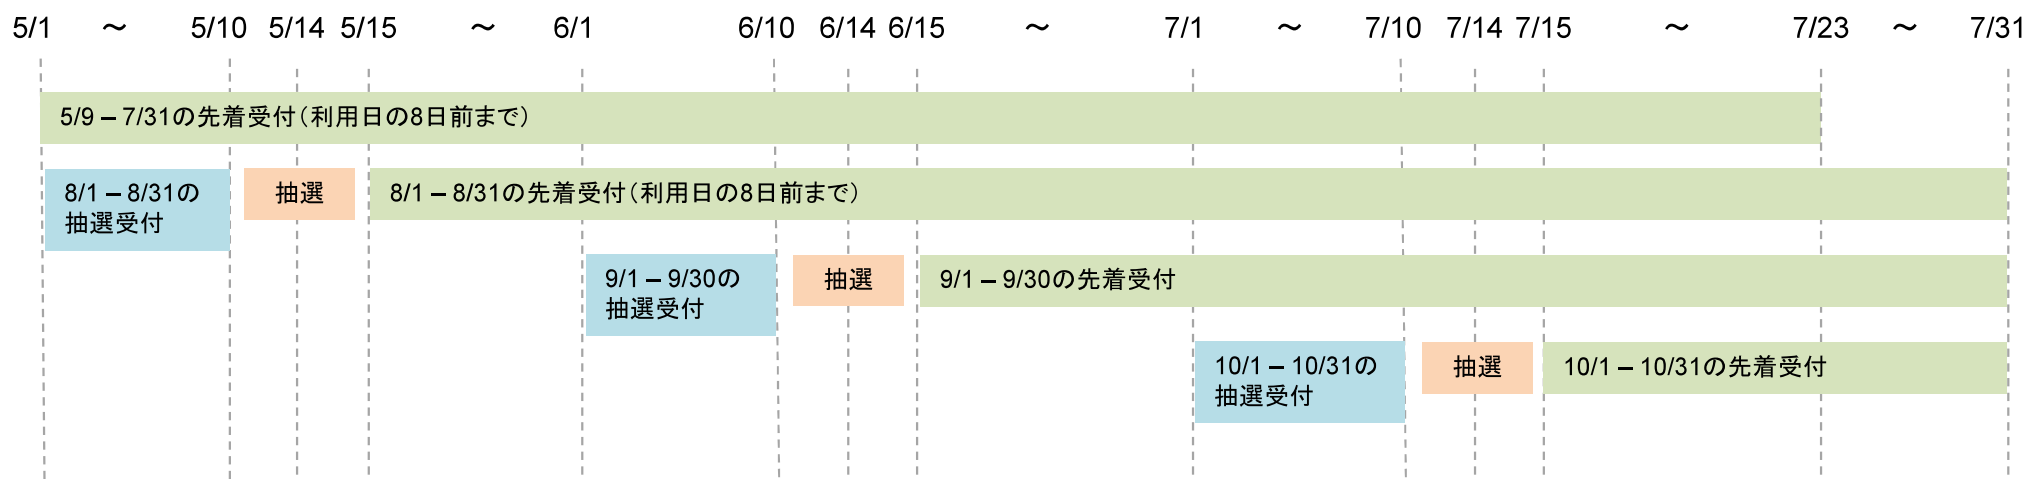 5/1 ～ 5/10 5/14 5/15 ～ 6/1 6/10 6/14 6/15 ～ 7/1 ～ 7/10 7/14 7/15 ～ 7/23 ～ 7/31
5/9 – 7/31の先着受付（利用日の8日前まで）
8/1 – 8/31の
抽選受付
抽選
8/1 – 8/31の先着受付（利用日の8日前まで）
9/1 – 9/30の
抽選受付
抽選
9/1 – 9/30の先着受付
10/1 – 10/31の
抽選受付
抽選
10/1 – 10/31の先着受付